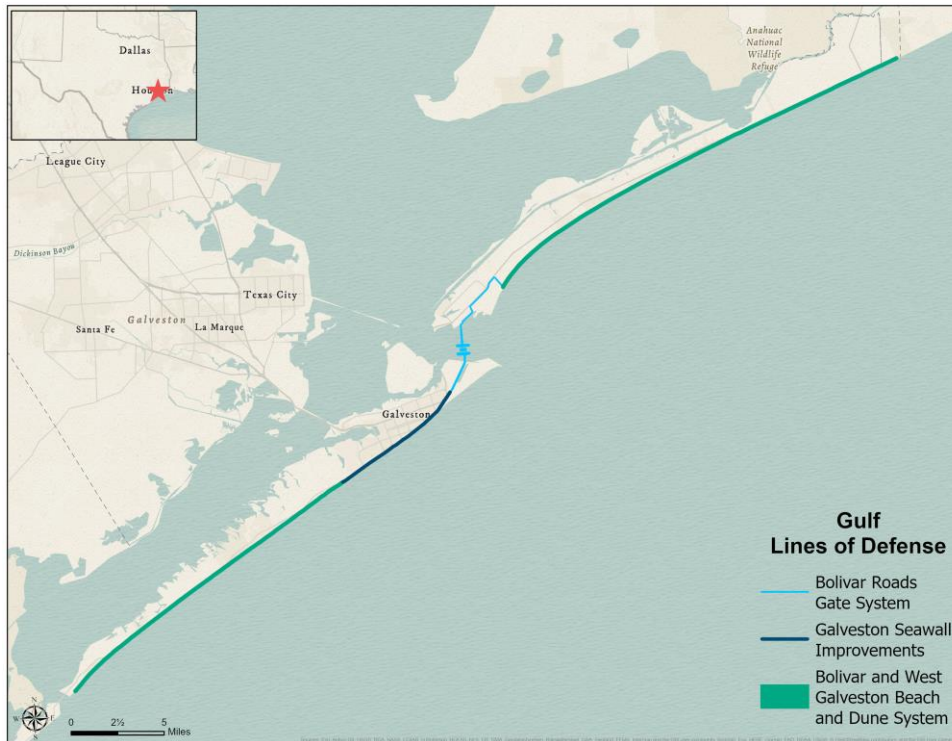 Dallas
Houston
Anahuac
National
Wildlife
Refuge
League City
Dickinson Bayou
Texas City
Galveston
Santa Fe
La Marque
Galveston
Gulf
Lines of Defense
Bolivar Roads
Gate System
Galveston Seawall
Improvements
Bolivar and West
Galveston Beach
and Dune System
N
W E
S
0 2½ 5
Miles